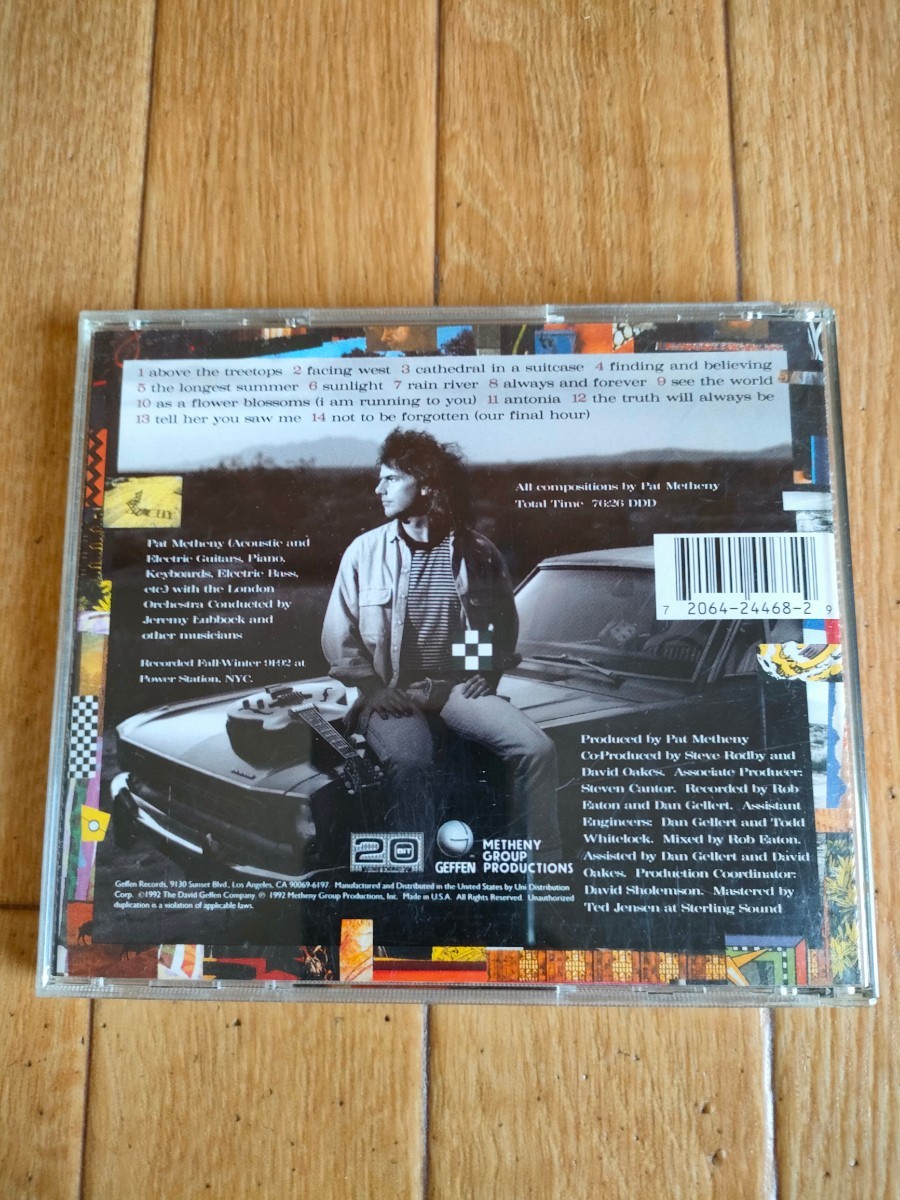 1 above the treetops 2 facing west 3 cathedral in a suitcase 4 finding and believing
5 the longest summer 6 sunlight 7 rain river 8 always and forever 9 see the world
10 as a flower blossoms (i am running to you) 11 antonia 12 the truth will always be
13 tell her you saw me 14 not to be forgotten (our final hour)
All compositions by Pat Metheny
Total Time 76:26 DDD
Pat Metheny (Acoustic and
Electric Guitars, Piano,
Keyboards, Electric Bass,
etc.) with the London
Orchestra Conducted by
Jeremy Lubbock and
other musicians
Recorded Fall-Winter 91-92 at
Power Station, NYC.
7 2064-24468-2 9
Produced by Pat Metheny
Co-Produced by Steve Rodby and
David Oakes. Associate Producer:
Steven Cantor. Recorded by Rob
Eaton and Dan Gellert. Assistant
Engineers: Dan Gellert and Todd
Whitelock. Mixed by Rob Eaton.
Assisted by Dan Gellert and David
Oakes. Production Coordinator:
David Sholemson. Mastered by
Ted Jensen at Sterling Sound
20 BIT
GEFFEN
METHENY
GROUP
PRODUCTIONS
Geffen Records, 9130 Sunset Blvd., Los Angeles, CA 90069-6197. Manufactured and Distributed in the United States by Uni Distribution
Corp. ©1992 The David Geffen Company ℗ 1992 Metheny Group Productions, Inc. Made in U.S.A. All Rights Reserved. Unauthorized
duplication is a violation of applicable laws.